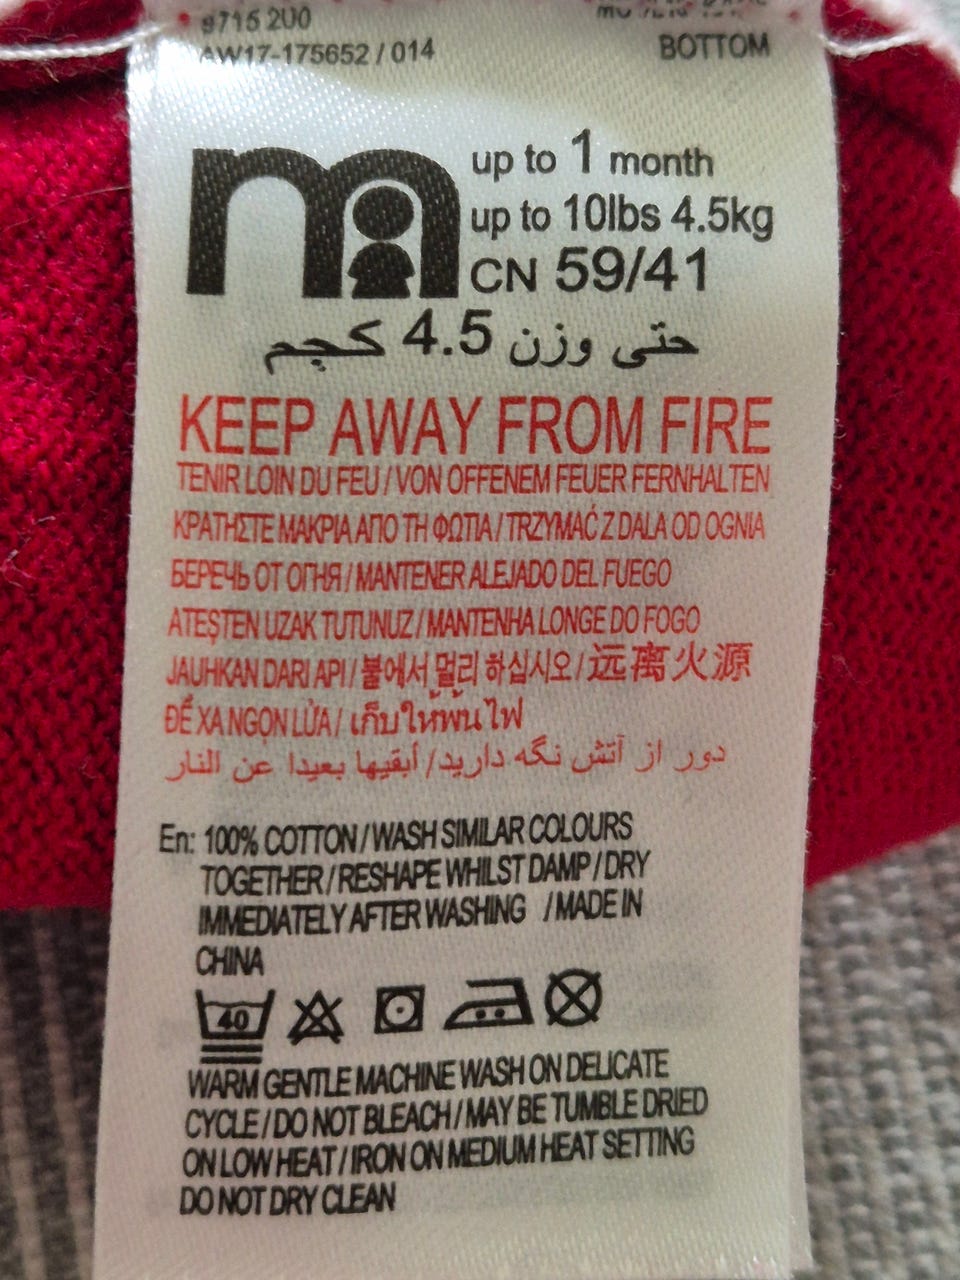 9715 2U0
AW17-175652 / 014
BOTTOM
up to 1 month
up to 10lbs 4.5kg
CN 59/41
حتى وزن 4.5 كجم
KEEP AWAY FROM FIRE
TENIR LOIN DU FEU / VON OFFENEM FEUER FERNHALTEN
ΚΡΑΤΗΣΤΕ ΜΑΚΡΙΑ ΑΠΟ ΤΗ ΦΩΤΙΑ / TRZYMAĆ Z DALA OD OGNIA
БЕРЕЧЬ ОТ ОГНЯ / MANTENER ALEJADO DEL FUEGO
ATEŞTEN UZAK TUTUNUZ / MANTENHA LONGE DO FOGO
JAUHKAN DARI API / 불에서 멀리 하십시오 / 远离火源
ĐỂ XA NGỌN LỬA / เก็บให้พ้นไฟ
دور از آتش نگه دارید / أبقيها بعيدا عن النار
En: 100% COTTON / WASH SIMILAR COLOURS
TOGETHER / RESHAPE WHILST DAMP / DRY
IMMEDIATELY AFTER WASHING / MADE IN
CHINA
40
WARM GENTLE MACHINE WASH ON DELICATE
CYCLE / DO NOT BLEACH / MAY BE TUMBLE DRIED
ON LOW HEAT / IRON ON MEDIUM HEAT SETTING
DO NOT DRY CLEAN